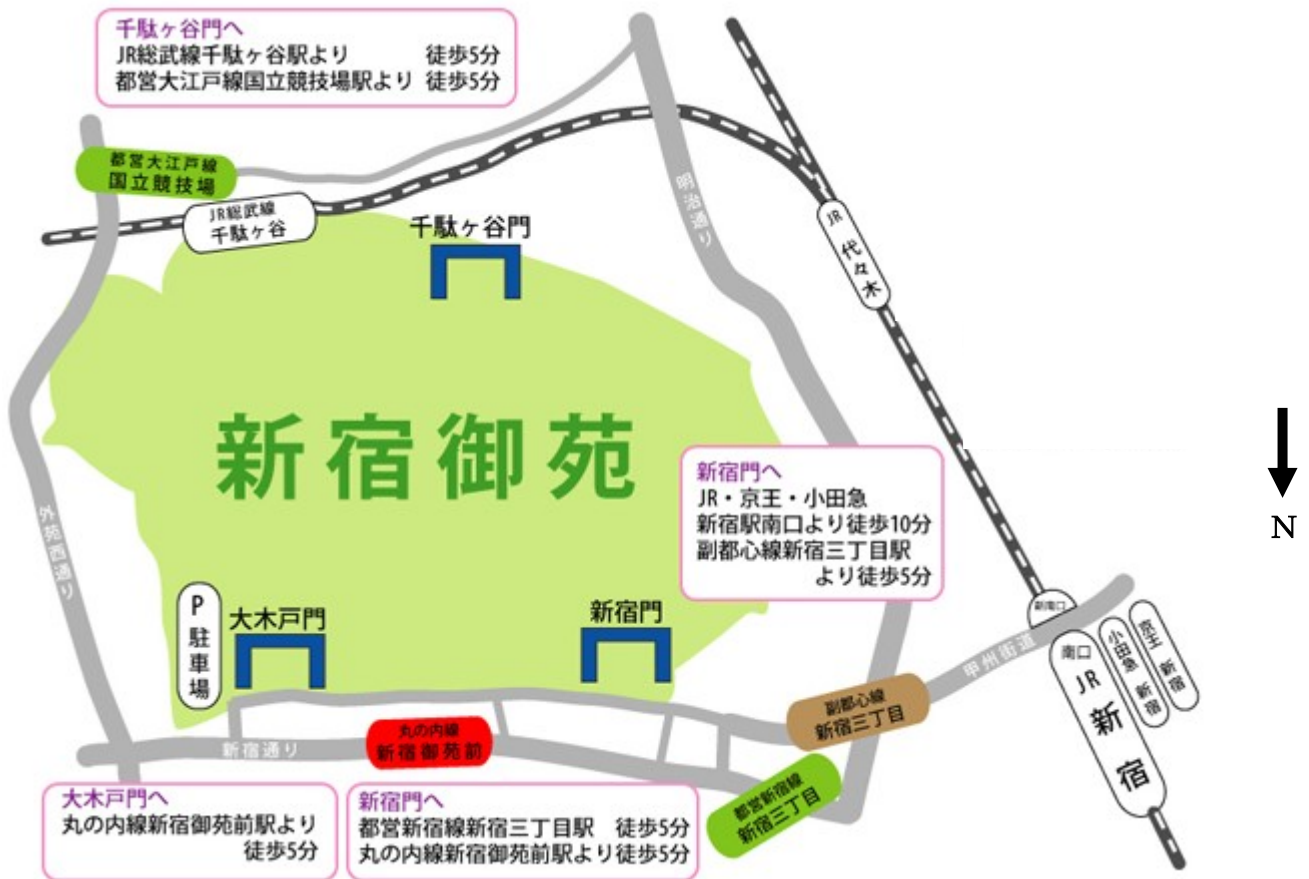 千駄ヶ谷門へ
JR総武線千駄ヶ谷駅より 徒歩5分
都営大江戸線国立競技場駅より 徒歩5分
都営大江戸線
国立競技場
JR総武線
千駄ヶ谷
千駄ヶ谷門
明治通り
JR
代々木
新宿御苑
N
外苑西通り
新宿門へ
JR・京王・小田急
新宿駅南口より徒歩10分
副都心線新宿三丁目駅
より徒歩5分
P
駐車場
大木戸門
新宿門
新南口
甲州街道
南口
JR
新宿
小田急 新宿
京王 新宿
副都心線
新宿三丁目
新宿通り
丸の内線
新宿御苑前
都営新宿線
新宿三丁目
大木戸門へ
丸の内線新宿御苑前駅より
徒歩5分
新宿門へ
都営新宿線新宿三丁目駅 徒歩5分
丸の内線新宿御苑前駅より徒歩5分